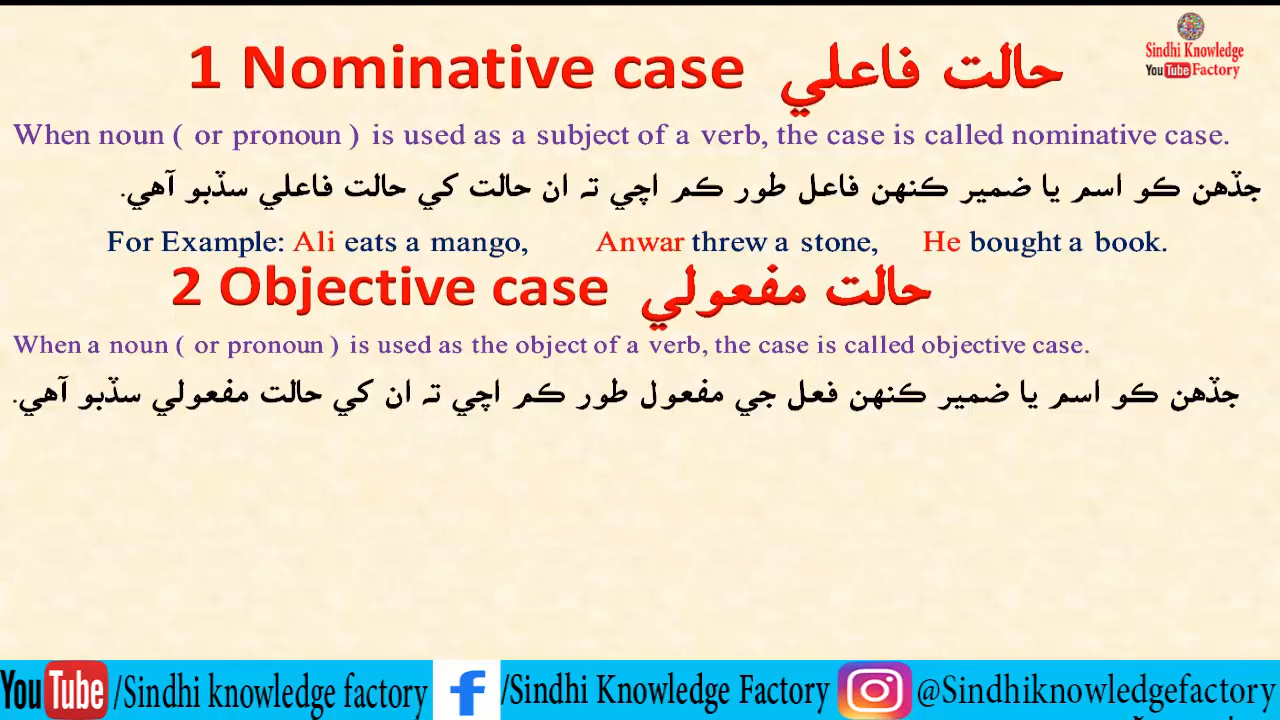 1 Nominative case حالت فاعلي
Sindhi Knowledge
YouTube Factory
When noun ( or pronoun ) is used as a subject of a verb, the case is called nominative case.
جڏهن ڪو اسم يا ضمير ڪنهن فاعل طور ڪم اچي ته ان حالت کي حالت فاعلي سڏبو آهي.
For Example: Ali eats a mango, Anwar threw a stone, He bought a book.
2 Objective case حالت مفعولي
When a noun ( or pronoun ) is used as the object of a verb, the case is called objective case.
جڏهن ڪو اسم يا ضمير ڪنهن فعل جي مفعول طور ڪم اچي ته ان کي حالت مفعولي سڏبو آهي.
YouTube /Sindhi knowledge factory f /Sindhi Knowledge Factory @Sindhiknowledgefactory